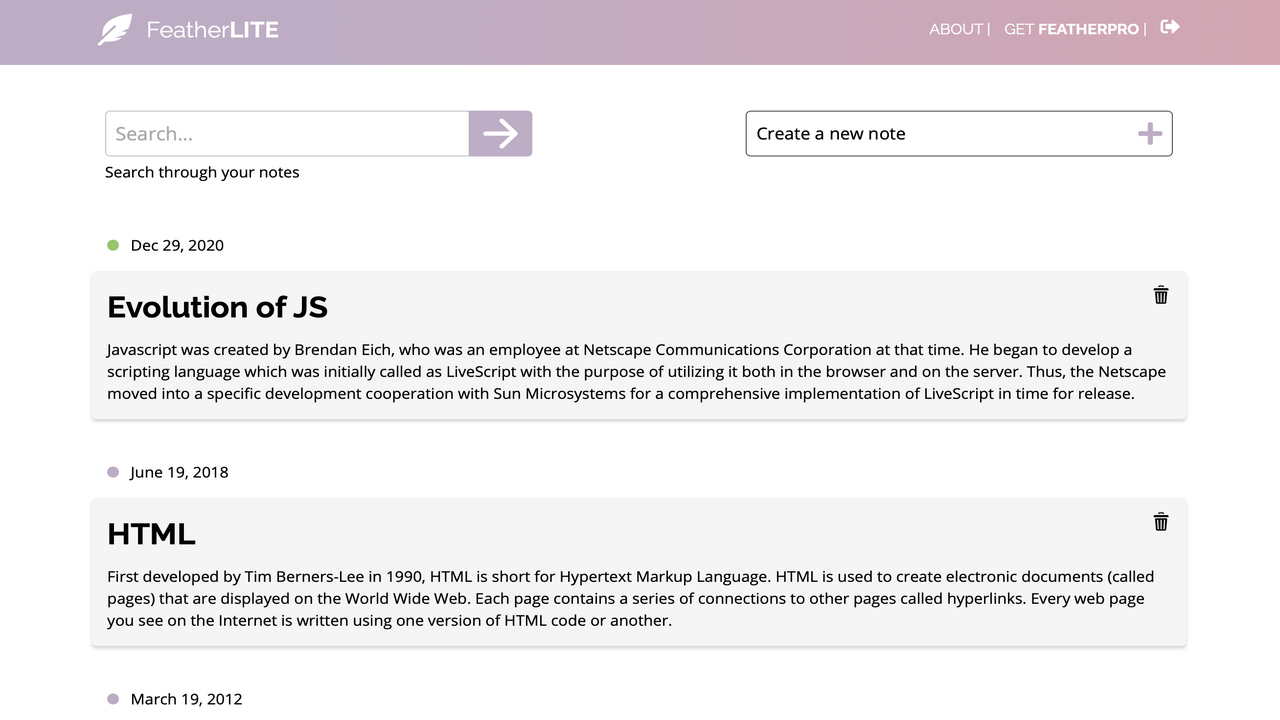 FeatherLITE
ABOUT | GET FEATHERPRO |
Search...
Create a new note
Search through your notes
Dec 29, 2020
Evolution of JS
Javascript was created by Brendan Eich, who was an employee at Netscape Communications Corporation at that time. He began to develop a
scripting language which was initially called as LiveScript with the purpose of utilizing it both in the browser and on the server. Thus, the Netscape
moved into a specific development cooperation with Sun Microsystems for a comprehensive implementation of LiveScript in time for release.
June 19, 2018
HTML
First developed by Tim Berners-Lee in 1990, HTML is short for Hypertext Markup Language. HTML is used to create electronic documents (called
pages) that are displayed on the World Wide Web. Each page contains a series of connections to other pages called hyperlinks. Every web page
you see on the Internet is written using one version of HTML code or another.
March 19, 2012